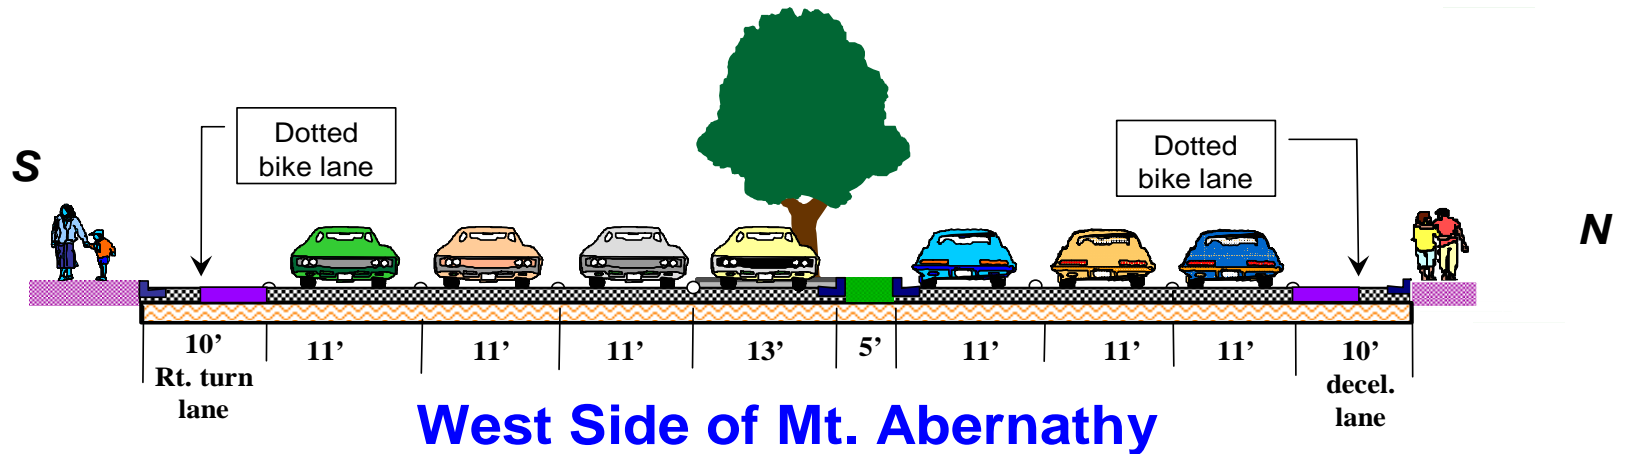 Dotted
bike lane
Dotted
bike lane
S
N
10’ 11’ 11’ 11’ 13’ 5’ 11’ 11’ 11’ 10’
Rt. turn
lane
decel.
lane
West Side of Mt. Abernathy